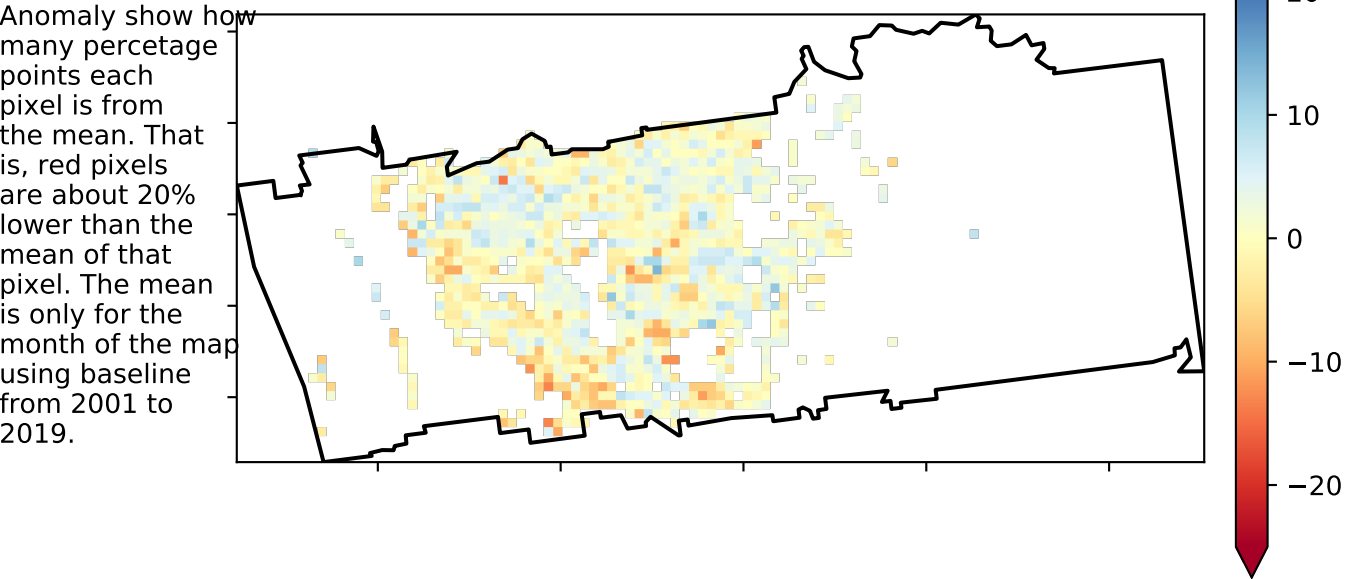 Anomaly show how
many percetage
points each
pixel is from
the mean. That
is, red pixels
are about 20%
lower than the
mean of that
pixel. The mean
is only for the
month of the map
using baseline
from 2001 to
2019.
10
0
−10
−20